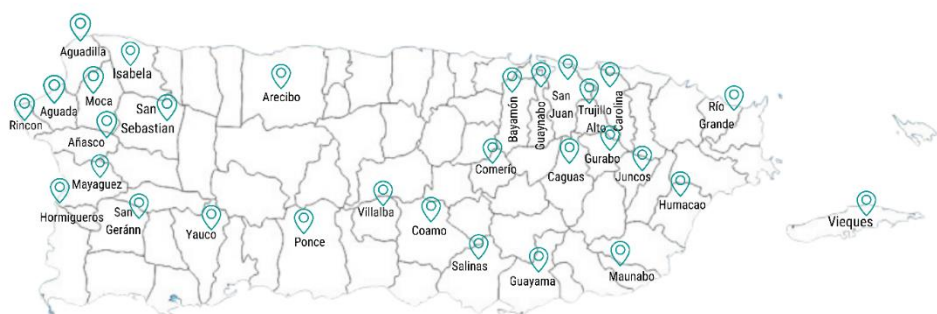 Aguadilla
Isabela
Aguada
Moca
Arecibo
Rincon
San
Sebastian
Añasco
Mayaguez
Hormigueros
San
Geránn
Yauco
Ponce
Villalba
Coamo
Comerío
Salinas
Bayamón
Guaynabo
San
Juan
Trujillo
Alto
Carolina
Río
Grande
Caguas
Gurabo
Juncos
Humacao
Guayama
Maunabo
Vieques